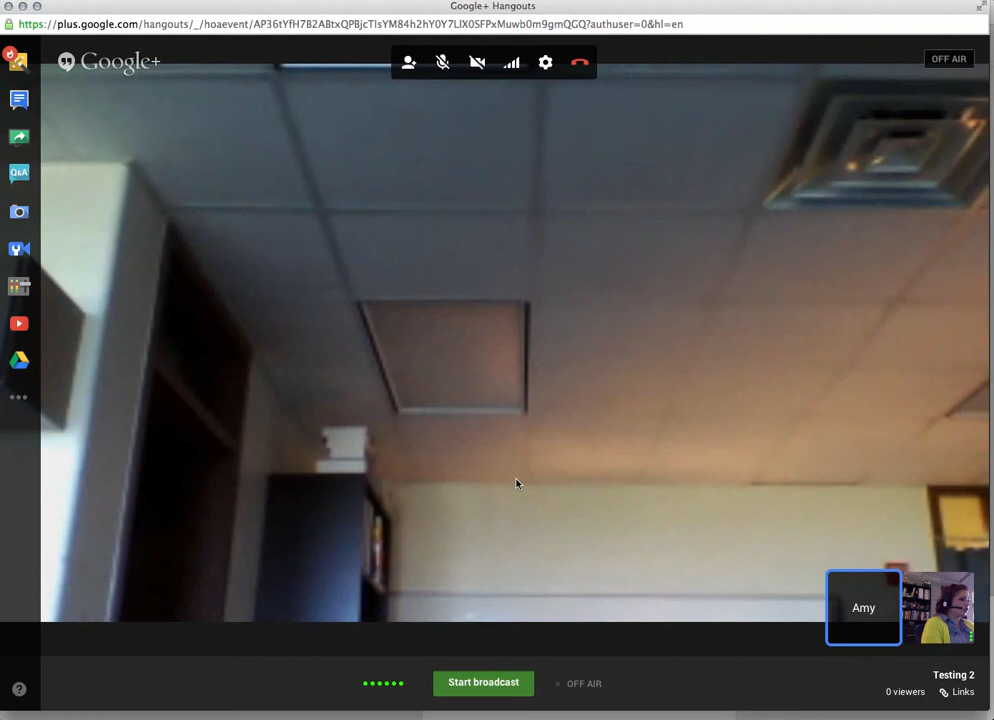 Google+ Hangouts
https://plus.google.com/hangouts/_/hoaevent/AP36tYfH7B2ABtxQPBjcTlsYM84h2hY0Y7LlX0SFPxMuwb0m9gmQGQ?authuser=0&hl=en
Google+
OFF AIR
Q&A
Amy
Start broadcast
OFF AIR
Testing 2
0 viewers
Links
?